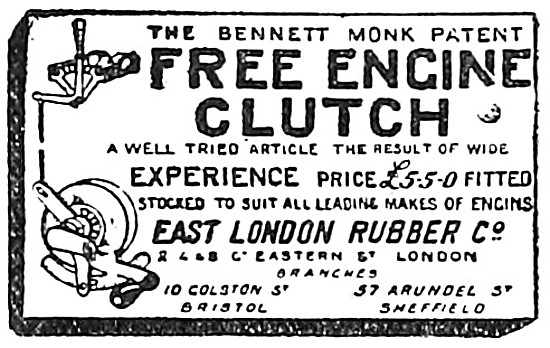 THE BENNETT MONK PATENT
FREE ENGINE
CLUTCH
A WELL TRIED ARTICLE THE RESULT OF WIDE
EXPERIENCE PRICE £5-5-0 FITTED
STOCKED TO SUIT ALL LEADING MAKES OF ENGINS
EAST LONDON RUBBER Co
2 4 & 8 Gt EASTERN ST LONDON
BRANCHES
10 COLSTON ST 57 ARUNDEL ST
BRISTOL SHEFFIELD